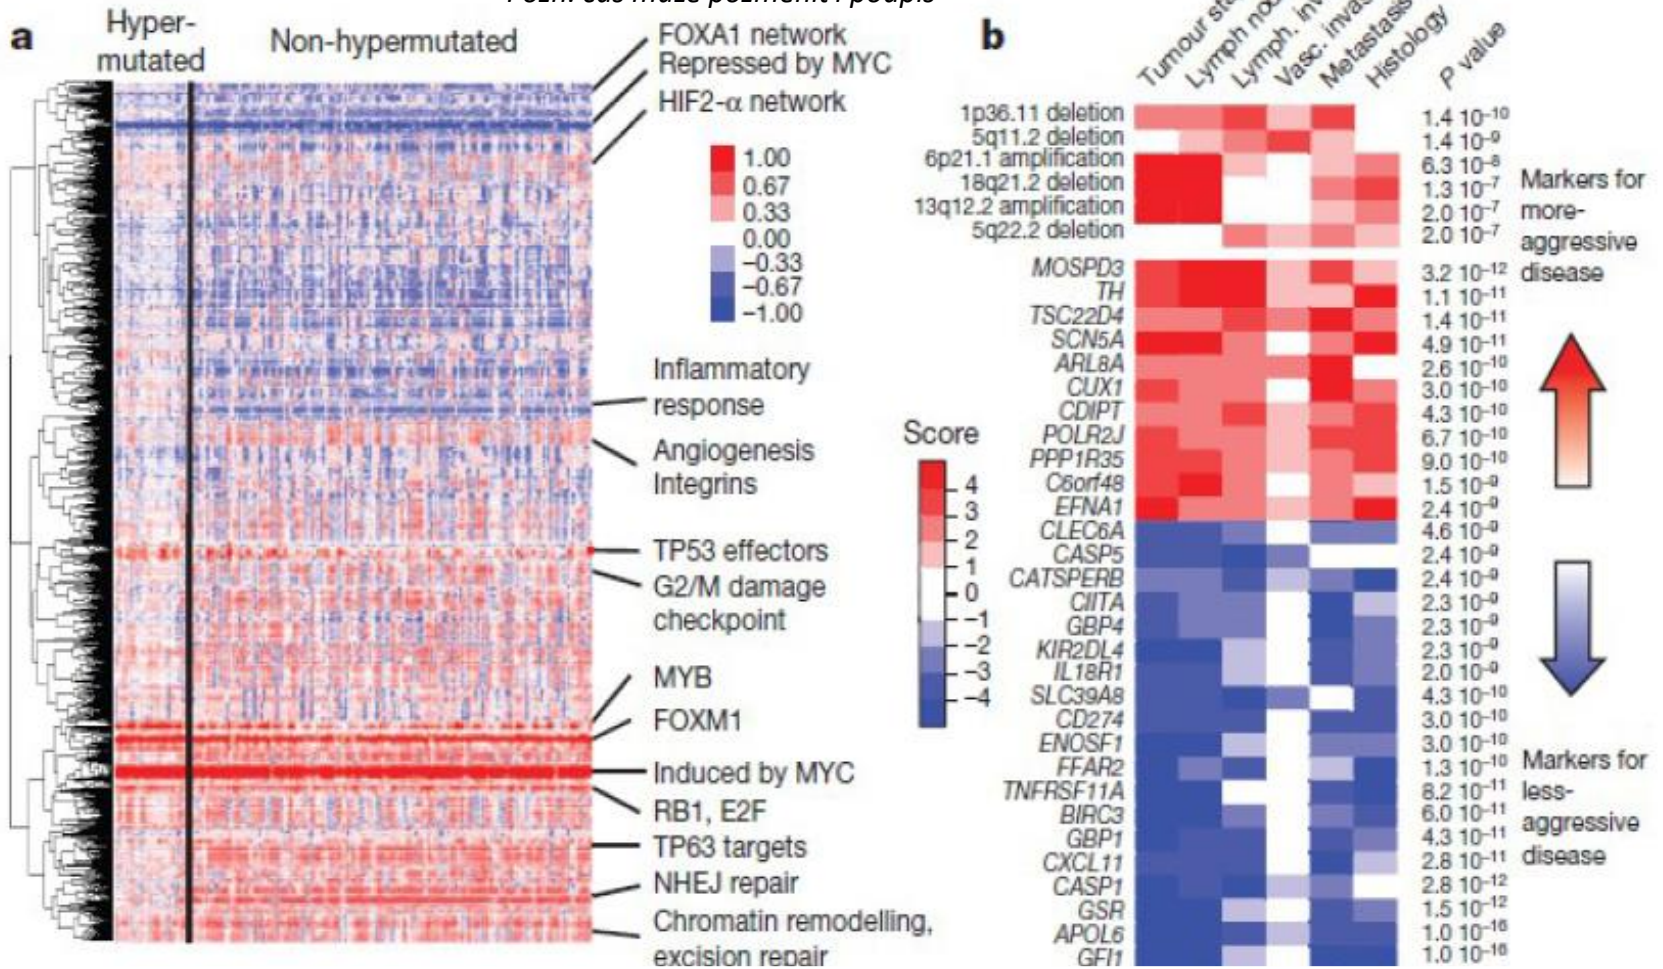 a
Hyper-
mutated
Non-hypermutated
FOXA1 network
Repressed by MYC
HIF2-α network
1.00
0.67
0.33
0.00
−0.33
−0.67
−1.00
Inflammatory
response
Angiogenesis
Integrins
TP53 effectors
G2/M damage
checkpoint
MYB
FOXM1
Induced by MYC
RB1, E2F
TP63 targets
NHEJ repair
Chromatin remodelling,
excision repair
b
Tumour
Lymph
Lymph.
Vasc.
Metastasis
Histology
P value
1p36.11 deletion 1.4 10⁻¹⁰
5q11.2 deletion 1.4 10⁻⁹
6p21.1 amplification 6.3 10⁻⁸
18q21.2 deletion 1.3 10⁻⁷
13q12.2 amplification 2.0 10⁻⁷
5q22.2 deletion 2.0 10⁻⁷
MOSPD3 3.2 10⁻¹²
TH 1.1 10⁻¹¹
TSC22D4 1.4 10⁻¹¹
SCN5A 4.9 10⁻¹¹
ARL8A 2.6 10⁻¹⁰
CUX1 3.0 10⁻¹⁰
CDIPT 4.3 10⁻¹⁰
POLR2J 6.7 10⁻¹⁰
PPP1R35 9.0 10⁻¹⁰
C6orf48 1.5 10⁻⁹
EFNA1 2.4 10⁻⁹
CLEC6A 4.6 10⁻⁹
CASP5 2.4 10⁻⁹
CATSPERB 2.4 10⁻⁹
CIITA 2.3 10⁻⁹
GBP4 2.3 10⁻⁹
KIR2DL4 2.3 10⁻⁹
IL18R1 2.0 10⁻⁹
SLC39A8 4.3 10⁻¹⁰
CD274 3.0 10⁻¹⁰
ENOSF1 3.0 10⁻¹⁰
FFAR2 1.3 10⁻¹⁰
TNFRSF11A 8.2 10⁻¹¹
BIRC3 6.0 10⁻¹¹
GBP1 4.3 10⁻¹¹
CXCL11 2.8 10⁻¹¹
CASP1 2.8 10⁻¹²
GSR 1.5 10⁻¹²
APOL6 1.0 10⁻¹⁶
GFI1 1.0 10⁻¹⁶
Score
4
3
2
1
0
−1
−2
−3
−4
Markers for
more-
aggressive
disease
Markers for
less-
aggressive
disease